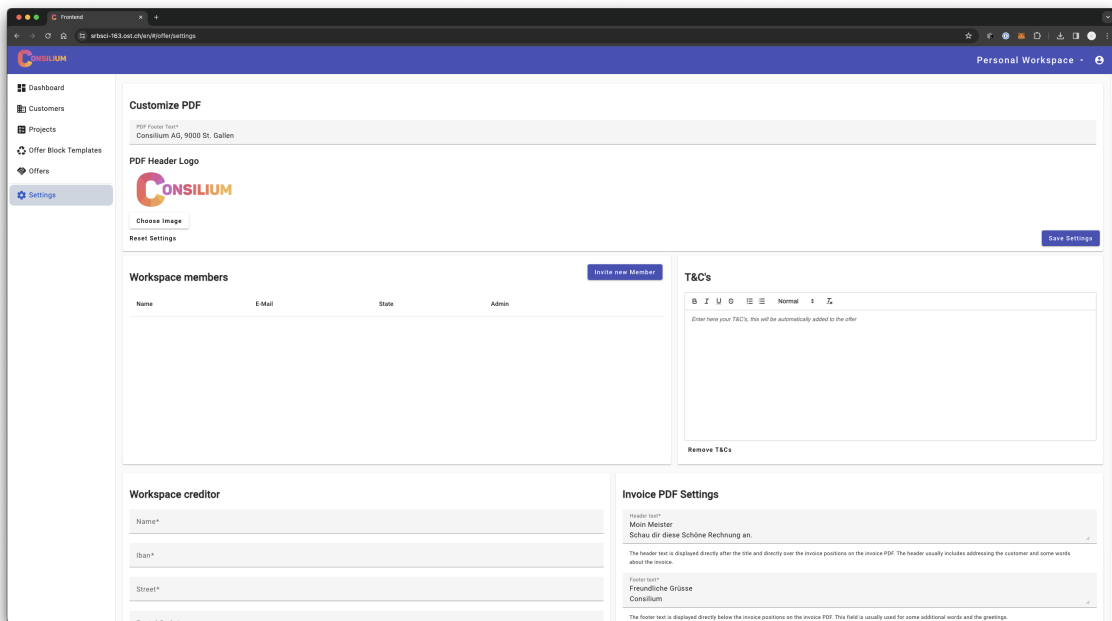 Frontend
srbsci-163.ost.ch/en/#/offer/settings
CONSILIUM
Personal Workspace
Dashboard
Customers
Projects
Offer Block Templates
Offers
Settings
Customize PDF
PDF Footer Text*
Consilium AG, 9000 St. Gallen
PDF Header Logo
CONSILIUM
Choose Image
Reset Settings
Save Settings
Workspace members
Invite new Member
Name E-Mail State Admin
T&C's
B I U S Normal
Enter here your T&C's, this will be automatically added to the offer
Remove T&Cs
Workspace creditor
Name*
Iban*
Street*
Invoice PDF Settings
Header text*
Moin Meister
Schau dir diese Schöne Rechnung an.
The header text is displayed directly after the title and directly over the invoice positions on the invoice PDF. The header usually includes addressing the customer and some words
about the invoice.
Footer text*
Freundliche Grüsse
Consilium
The footer text is displayed directly below the invoice positions on the invoice PDF. This field is usually used for some additional words and the greetings.